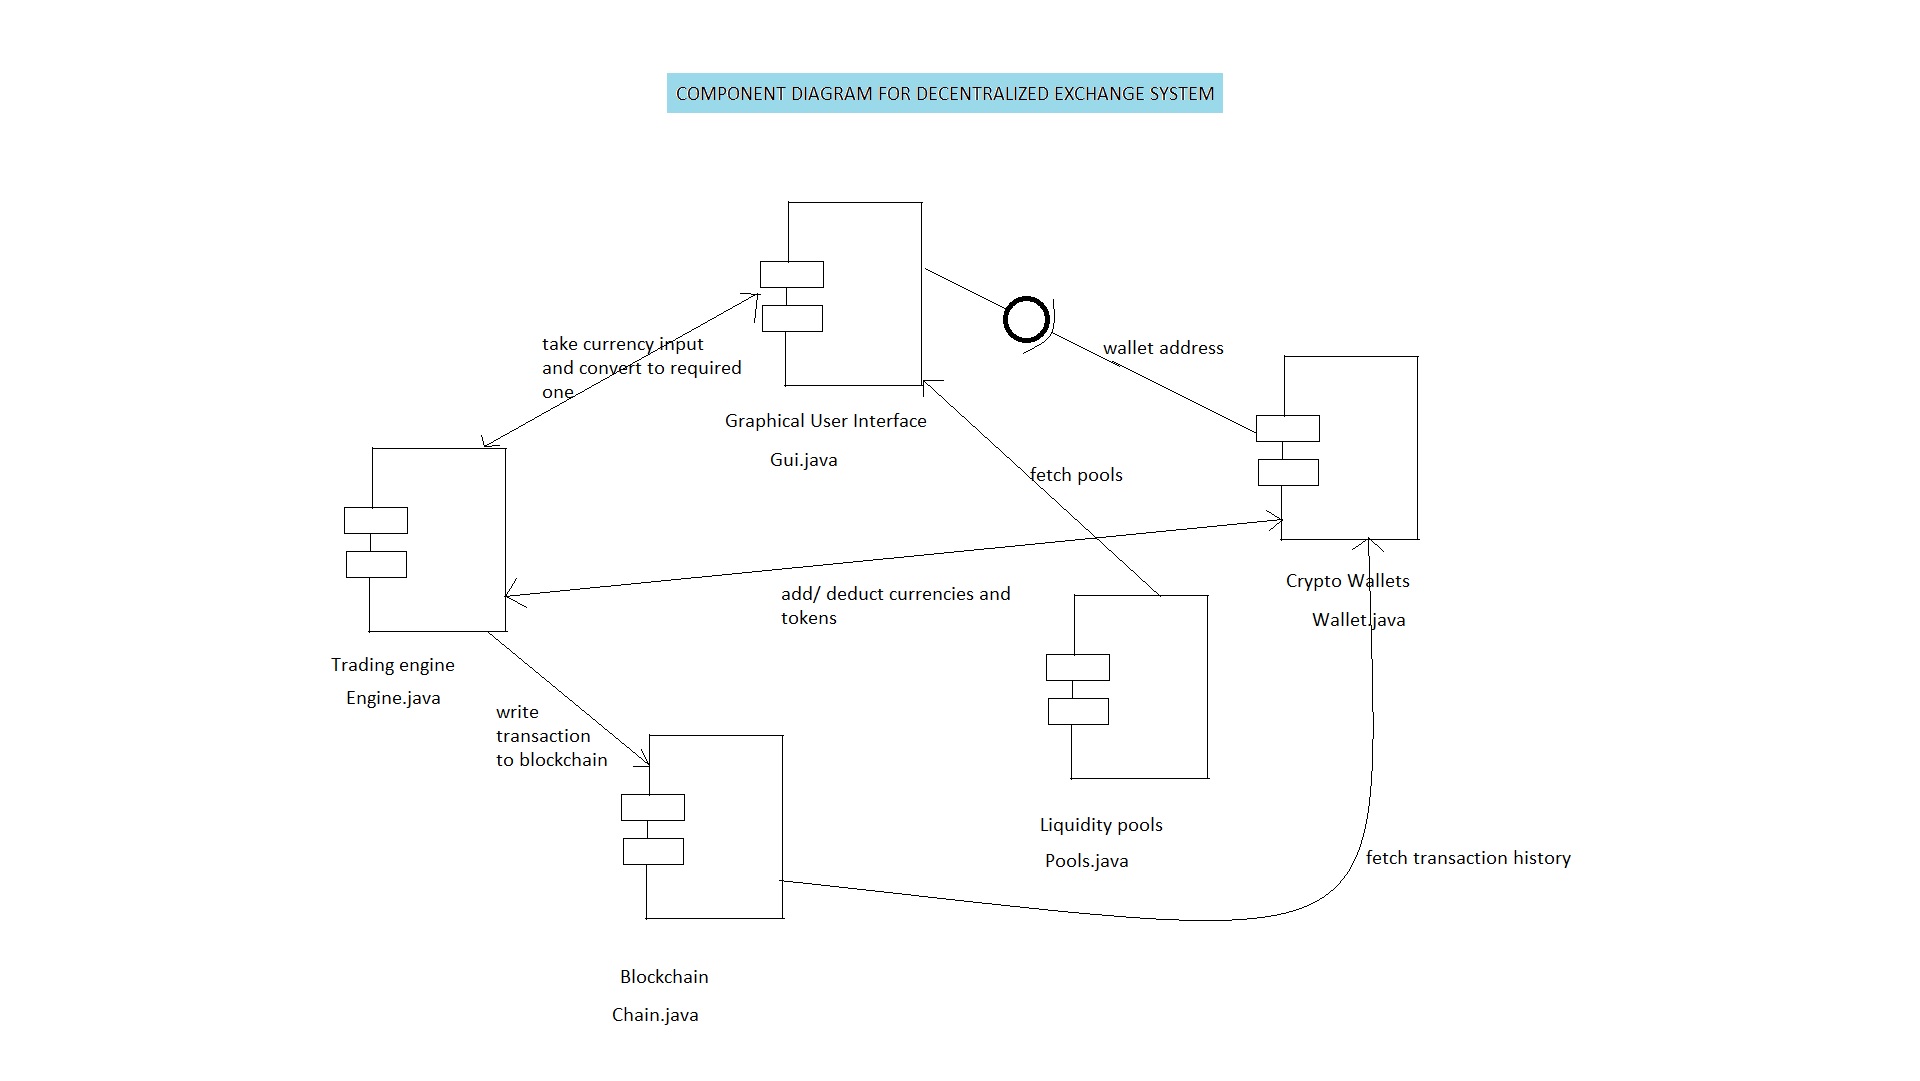 COMPONENT DIAGRAM FOR DECENTRALIZED EXCHANGE SYSTEM
take currency input
and convert to required
one
wallet address
Graphical User Interface
Gui.java
fetch pools
add/ deduct currencies and
tokens
Crypto Wallets
Wallet.java
Trading engine
Engine.java
write
transaction
to blockchain
Liquidity pools
Pools.java
fetch transaction history
Blockchain
Chain.java